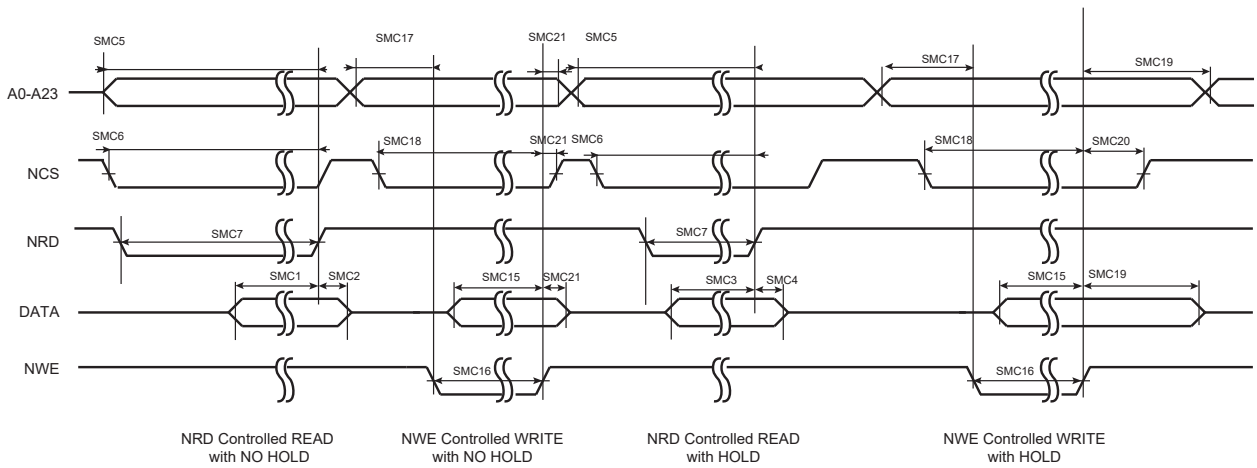 SMC5
SMC17
SMC21
SMC5
SMC17
SMC19
A0-A23
SMC6
SMC18
SMC21
SMC6
SMC18
SMC20
NCS
NRD
SMC7
SMC7
SMC1
SMC2
SMC15
SMC21
SMC3
SMC4
SMC15
SMC19
DATA
NWE
SMC16
SMC16
NRD Controlled READ
with NO HOLD
NWE Controlled WRITE
with NO HOLD
NRD Controlled READ
with HOLD
NWE Controlled WRITE
with HOLD